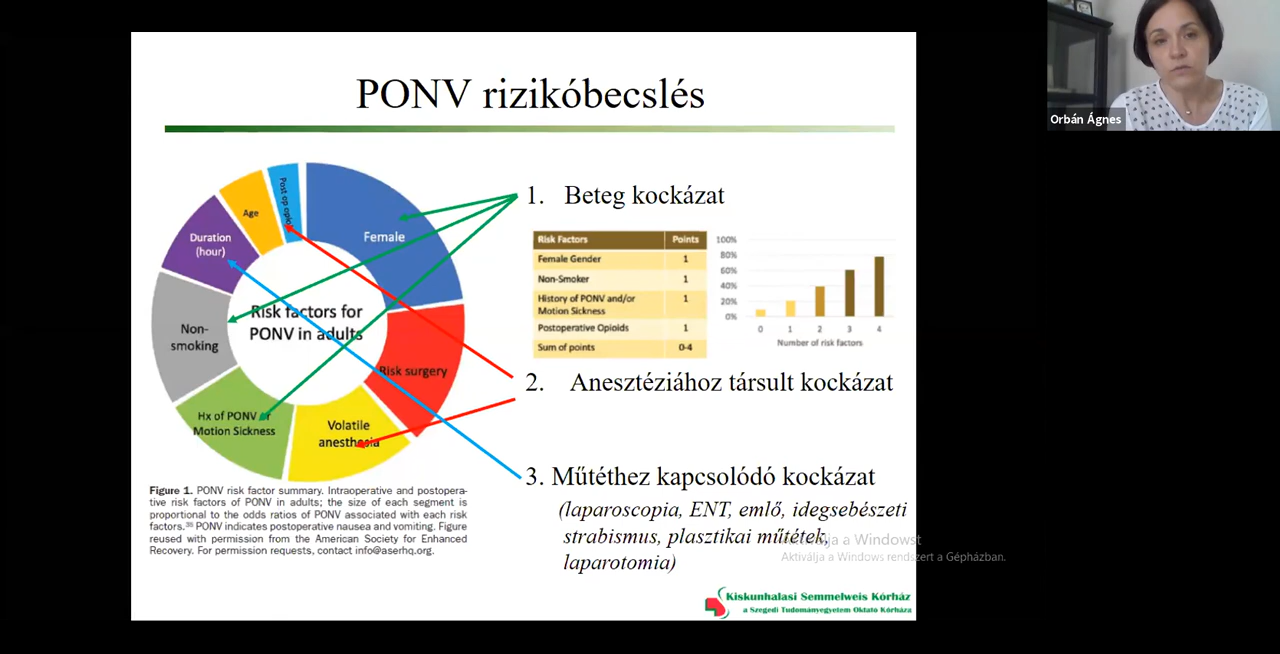 PONV rizikóbecslés
Orbán Ágnes
Post op opio
Age
Female
Duration
(hour)
Risk factors for
PONV in adults
Non-
smoking
Risk surgery
Hx of PONV or
Motion Sickness
Volatile
anesthesia
1. Beteg kockázat
Risk Factors Points
Female Gender 1
Non-Smoker 1
History of PONV and/or 1
Motion Sickness
Postoperative Opioids 1
Sum of points 0-4
100%
80%
60%
40%
20%
0%
0 1 2 3 4
Number of risk factors
2. Anesztéziához társult kockázat
3. Műtéthez kapcsolódó kockázat
(laparoscopia, ENT, emlő, idegsebészeti
strabismus, plasztikai műtétek,
laparotomia)
Figure 1. PONV risk factor summary. Intraoperative and postopera-
tive risk factors of PONV in adults; the size of each segment is
proportional to the odds ratios of PONV associated with each risk
factors.³⁸ PONV indicates postoperative nausea and vomiting. Figure
reused with permission from the American Society for Enhanced
Recovery. For permission requests, contact info@aserhq.org.
Aktiválja a Windowst
Aktiválja a Windows rendszert a Gépházban.
Kiskunhalasi Semmelweis Kórház
a Szegedi Tudományegyetem Oktató Kórháza